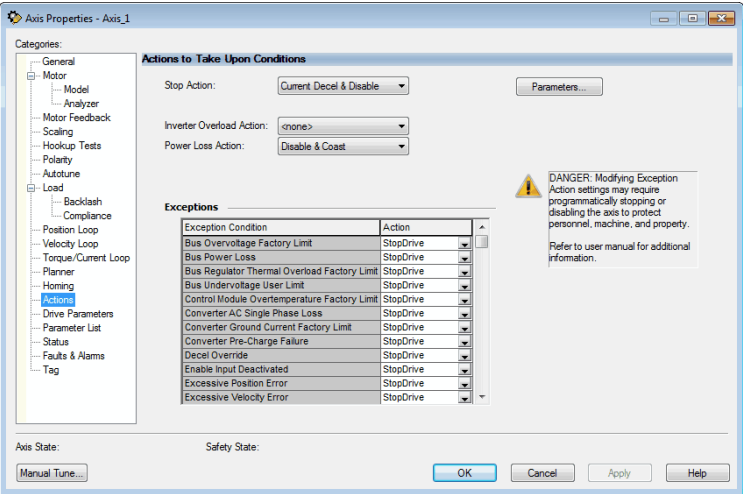 Axis Properties - Axis_1
Categories:
General
Motor
Model
Analyzer
Motor Feedback
Scaling
Hookup Tests
Polarity
Autotune
Load
Backlash
Compliance
Position Loop
Velocity Loop
Torque/Current Loop
Planner
Homing
Actions
Drive Parameters
Parameter List
Status
Faults & Alarms
Tag
Actions to Take Upon Conditions
Stop Action: Current Decel & Disable Parameters...
Inverter Overload Action: <none>
Power Loss Action: Disable & Coast
DANGER: Modifying Exception
Action settings may require
programmatically stopping or
disabling the axis to protect
personnel, machine, and property.
Refer to user manual for additional
information.
Exceptions
Exception Condition Action
Bus Overvoltage Factory Limit StopDrive
Bus Power Loss StopDrive
Bus Regulator Thermal Overload Factory Limit StopDrive
Bus Undervoltage User Limit StopDrive
Control Module Overtemperature Factory Limit StopDrive
Converter AC Single Phase Loss StopDrive
Converter Ground Current Factory Limit StopDrive
Converter Pre-Charge Failure StopDrive
Decel Override StopDrive
Enable Input Deactivated StopDrive
Excessive Position Error StopDrive
Excessive Velocity Error StopDrive
Axis State: Safety State:
Manual Tune... OK Cancel Apply Help